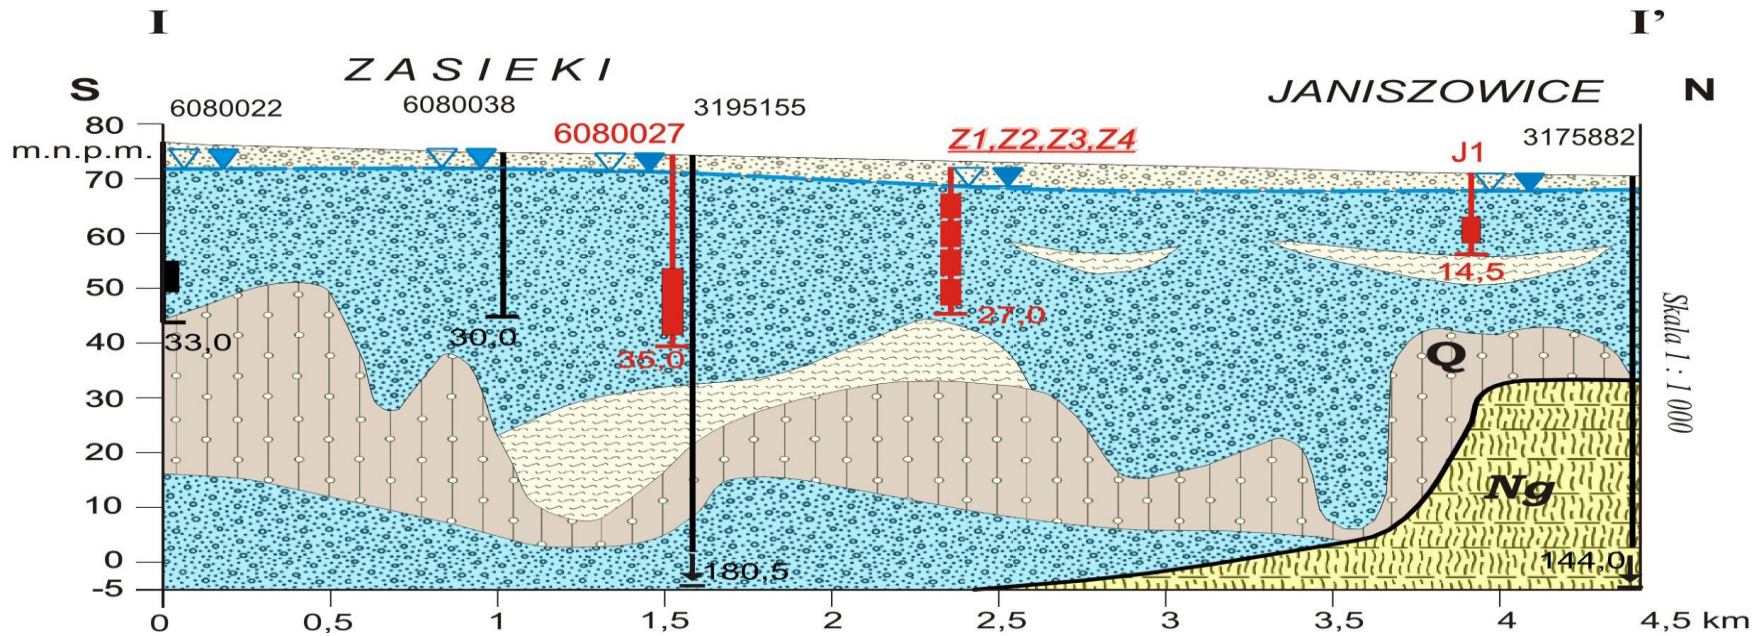 I I’
Z A S I E K I
S JANISZOWICE N
6080022 6080038 3195155
6080027 Z1,Z2,Z3,Z4 3175882
80
m.n.p.m. J1
70
60
50 14,5
33,0 30,0 27,0
40 35,0 Q
30
20
10 Ng
0 180,5 144,0
-5
Skala 1 : 1 000
0 0,5 1 1,5 2 2,5 3 3,5 4 4,5 km